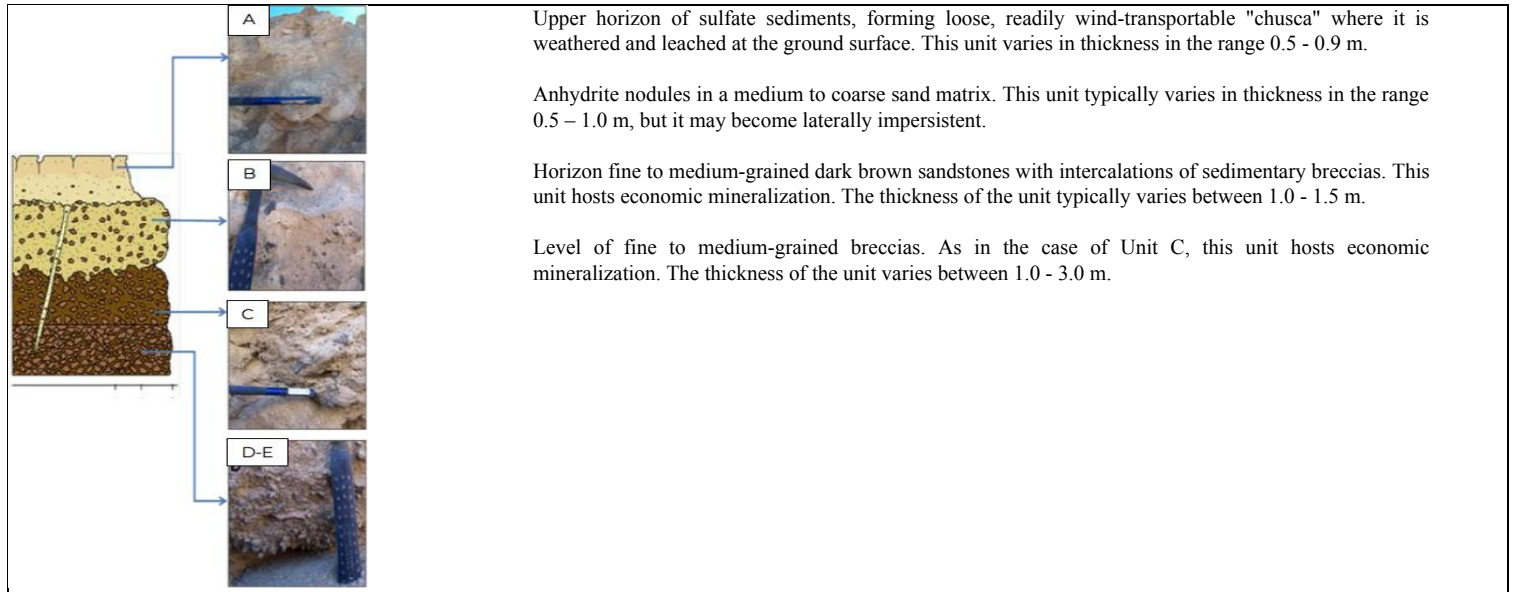 A
Upper horizon of sulfate sediments, forming loose, readily wind-transportable "chusca" where it is
weathered and leached at the ground surface. This unit varies in thickness in the range 0.5 - 0.9 m.
Anhydrite nodules in a medium to coarse sand matrix. This unit typically varies in thickness in the range
0.5 – 1.0 m, but it may become laterally impersistent.
B
Horizon fine to medium-grained dark brown sandstones with intercalations of sedimentary breccias. This
unit hosts economic mineralization. The thickness of the unit typically varies between 1.0 - 1.5 m.
Level of fine to medium-grained breccias. As in the case of Unit C, this unit hosts economic
mineralization. The thickness of the unit varies between 1.0 - 3.0 m.
C
D-E